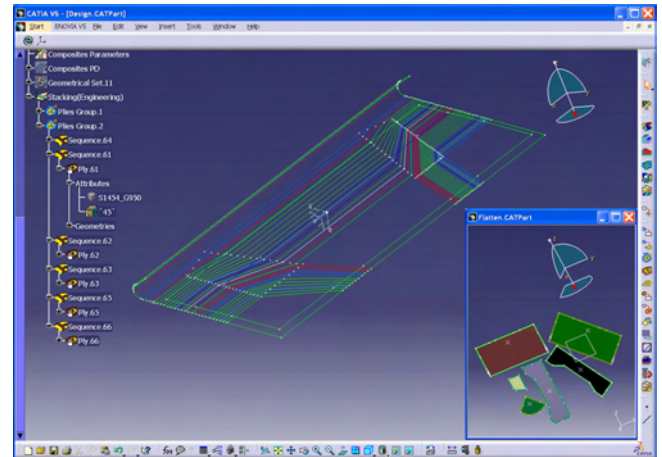 CATIA V5 - [Design.CATPart]
Start ENOVIA V5 File Edit View Insert Tools Window Help
Composites Parameters
Composites PD
Geometrical Set.11
Stacking(Engineering)
Plies Group.1
Plies Group.2
Sequence.64
Sequence.61
Ply.61
Attributes
S1454_G950
"45"
Geometries
Sequence.62
Ply.62
Sequence.63
Ply.63
Sequence.65
Ply.65
Sequence.66
Ply.66
Flatten.CATPart
CATIA